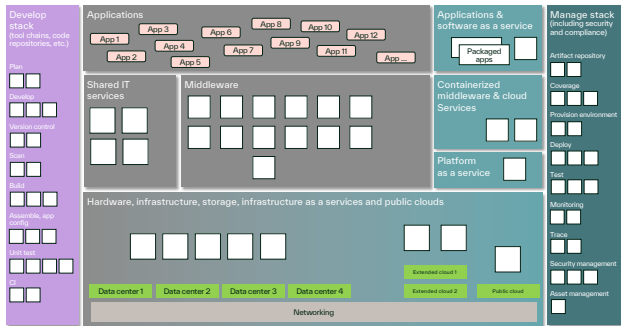 Develop
stack
(tool chains, code
repositories, etc.)
Plan
Develop
Version control
Scan
Build
Assemble, app
config
Unit test
CI
Applications
App 1
App 2
App 3
App 4
App 5
App 6
App 7
App 8
App 9
App 10
App 11
App 12
App ...
Applications &
software as a service
Packaged
apps
Shared IT
services
Middleware
Containerized
middleware & cloud
Services
Platform
as a service
Hardware, infrastructure, storage, infrastructure as a services and public clouds
Extended cloud 1
Data center 1
Data center 2
Data center 3
Data center 4
Extended cloud 2
Public cloud
Networking
Manage stack
(including security
and compliance)
Artifact repository
Coverage
Provision environment
Deploy
Test
Monitoring
Trace
Security management
Asset management